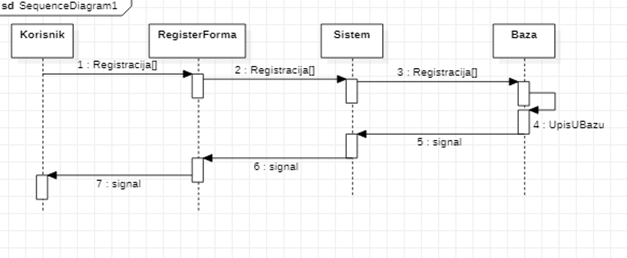 sd SequenceDiagram1
Korisnik
RegisterForma
Sistem
Baza
1 : Registracija[]
2 : Registracija[]
3 : Registracija[]
4 : UpisUBazu
5 : signal
6 : signal
7 : signal